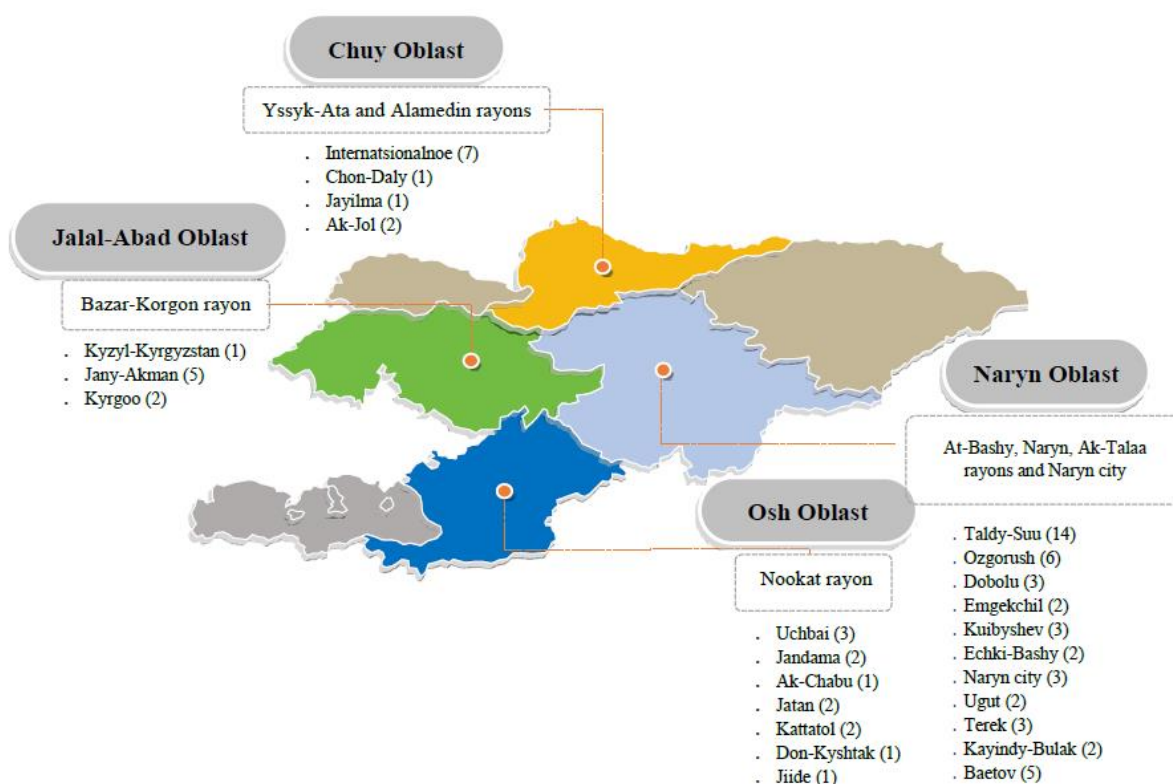 Chuy Oblast
Yssyk-Ata and Alamedin rayons
. Internatsionalnoe (7)
. Chon-Daly (1)
. Jayilma (1)
. Ak-Jol (2)
Jalal-Abad Oblast
Bazar-Korgon rayon
. Kyzyl-Kyrgyzstan (1)
. Jany-Akman (5)
. Kyrgoo (2)
Naryn Oblast
At-Bashy, Naryn, Ak-Talaa
rayons and Naryn city
. Taldy-Suu (14)
. Ozgorush (6)
. Dobolu (3)
. Emgekchil (2)
. Kuibyshev (3)
. Echki-Bashy (2)
. Naryn city (3)
. Ugut (2)
. Terek (3)
. Kayindy-Bulak (2)
. Baetov (5)
Osh Oblast
Nookat rayon
. Uchbai (3)
. Jandama (2)
. Ak-Chabu (1)
. Jatan (2)
. Kattatol (2)
. Don-Kyshtak (1)
. Jiide (1)